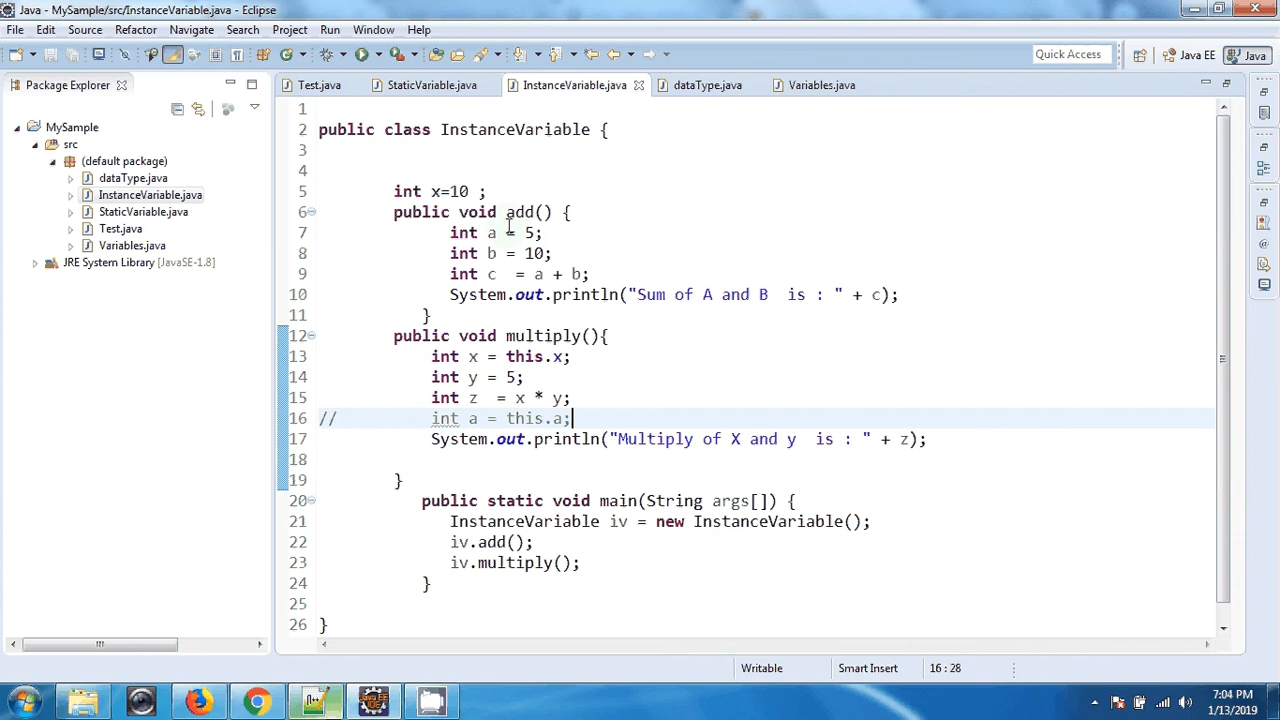 Java - MySample/src/InstanceVariable.java - Eclipse
File Edit Source Refactor Navigate Search Project Run Window Help
Quick Access Java EE Java
Package Explorer
Test.java StaticVariable.java InstanceVariable.java dataType.java Variables.java
MySample
src
(default package)
dataType.java
InstanceVariable.java
StaticVariable.java
Test.java
Variables.java
JRE System Library [JavaSE-1.8]
1
2 public class InstanceVariable {
3
4
5 int x=10 ;
6 public void add() {
7 int a = 5;
8 int b = 10;
9 int c  = a + b;
10 System.out.println("Sum of A and B  is : " + c);
11 }
12 public void multiply(){
13 int x = this.x;
14 int y = 5;
15 int z  = x * y;
16 // int a = this.a;
17 System.out.println("Multiply of X and y  is : " + z);
18
19 }
20 public static void main(String args[]) {
21 InstanceVariable iv = new InstanceVariable();
22 iv.add();
23 iv.multiply();
24 }
25
26 }
Writable Smart Insert 16 : 28
7:04 PM
1/13/2019